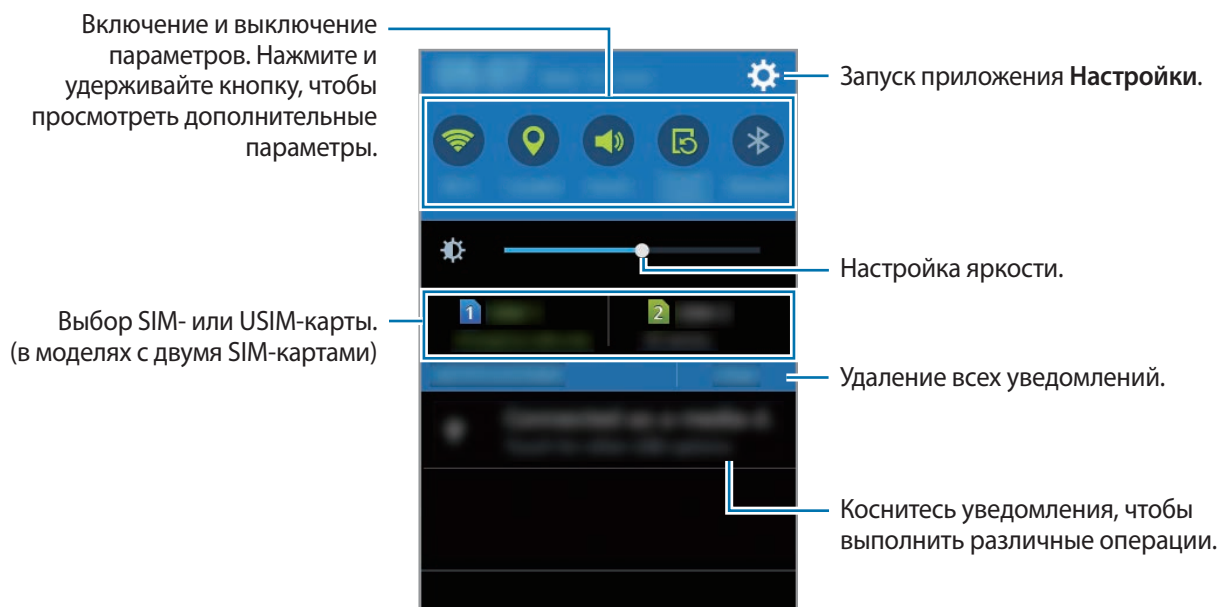 Включение и выключение
параметров. Нажмите и
удерживайте кнопку, чтобы
просмотреть дополнительные
параметры.
Запуск приложения Настройки.
Настройка яркости.
1
2
Выбор SIM- или USIM-карты.
(в моделях с двумя SIM-картами)
Удаление всех уведомлений.
Коснитесь уведомления, чтобы
выполнить различные операции.